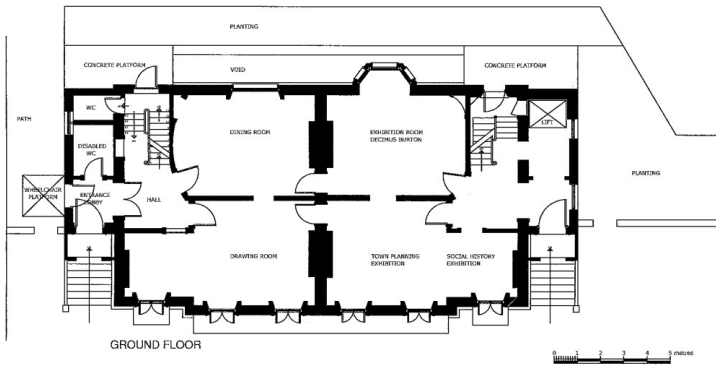 PLANTING
CONCRETE PLATFORM
VOID
CONCRETE PLATFORM
PATH
WC
DINING ROOM
EXHIBITION ROOM
DECIMUS BURTON
LIFT
DISABLED
WC
PLANTING
WHEELCHAIR
PLATFORM
ENTRANCE
LOBBY
HALL
DRAWING ROOM
TOWN PLANNING
EXHIBITION
SOCIAL HISTORY
EXHIBITION
GROUND FLOOR
0 1 2 3 4 5 metres